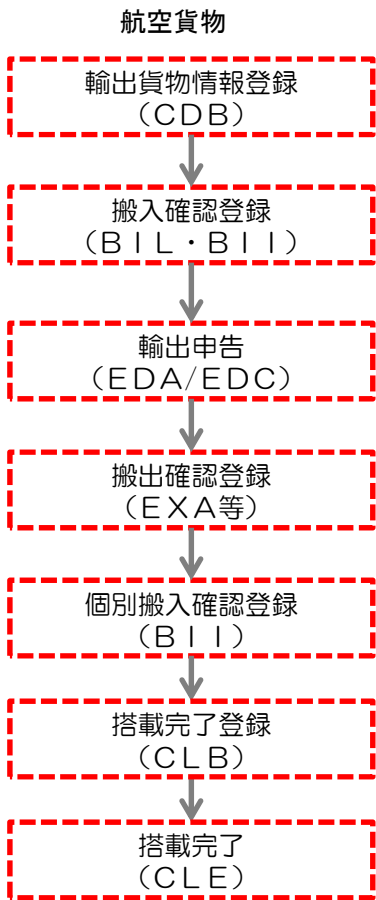 航空貨物
輸出貨物情報登録
（ＣＤＢ）
搬入確認登録
（ＢＩＬ・ＢＩＩ）
輸出申告
（ＥＤＡ/ＥＤＣ）
搬出確認登録
（ＥＸＡ等）
個別搬入確認登録
（ＢＩＩ）
搭載完了登録
（ＣＬＢ）
搭載完了
（ＣＬＥ）